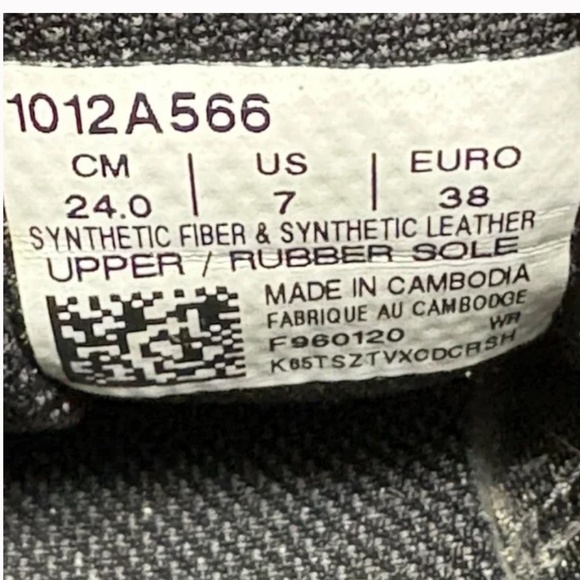 1012A566
CM | US | EURO
24.0 | 7 | 38
SYNTHETIC FIBER & SYNTHETIC LEATHER
UPPER / RUBBER SOLE
MADE IN CAMBODIA
FABRIQUE AU CAMBODGE
F960120 WR
K65TSZTVXCDCRSH